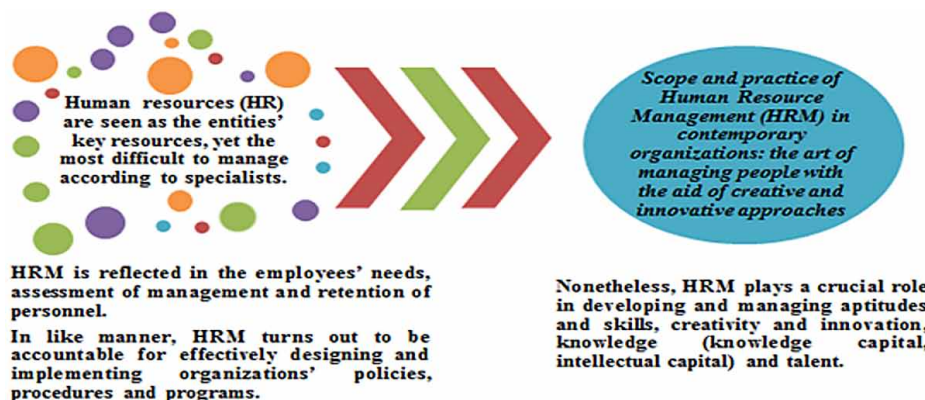 Human resources (HR)
are seen as the entities’
key resources, yet the
most difficult to manage
according to specialists.
Scope and practice of
Human Resource
Management (HRM) in
contemporary
organizations: the art of
managing people with
the aid of creative and
innovative approaches
HRM is reflected in the employees’ needs,
assessment of management and retention of
personnel.
In like manner, HRM turns out to be
accountable for effectively designing and
implementing organizations’ policies,
procedures and programs.
Nonetheless, HRM plays a crucial role
in developing and managing aptitudes
and skills, creativity and innovation,
knowledge (knowledge capital,
intellectual capital) and talent.